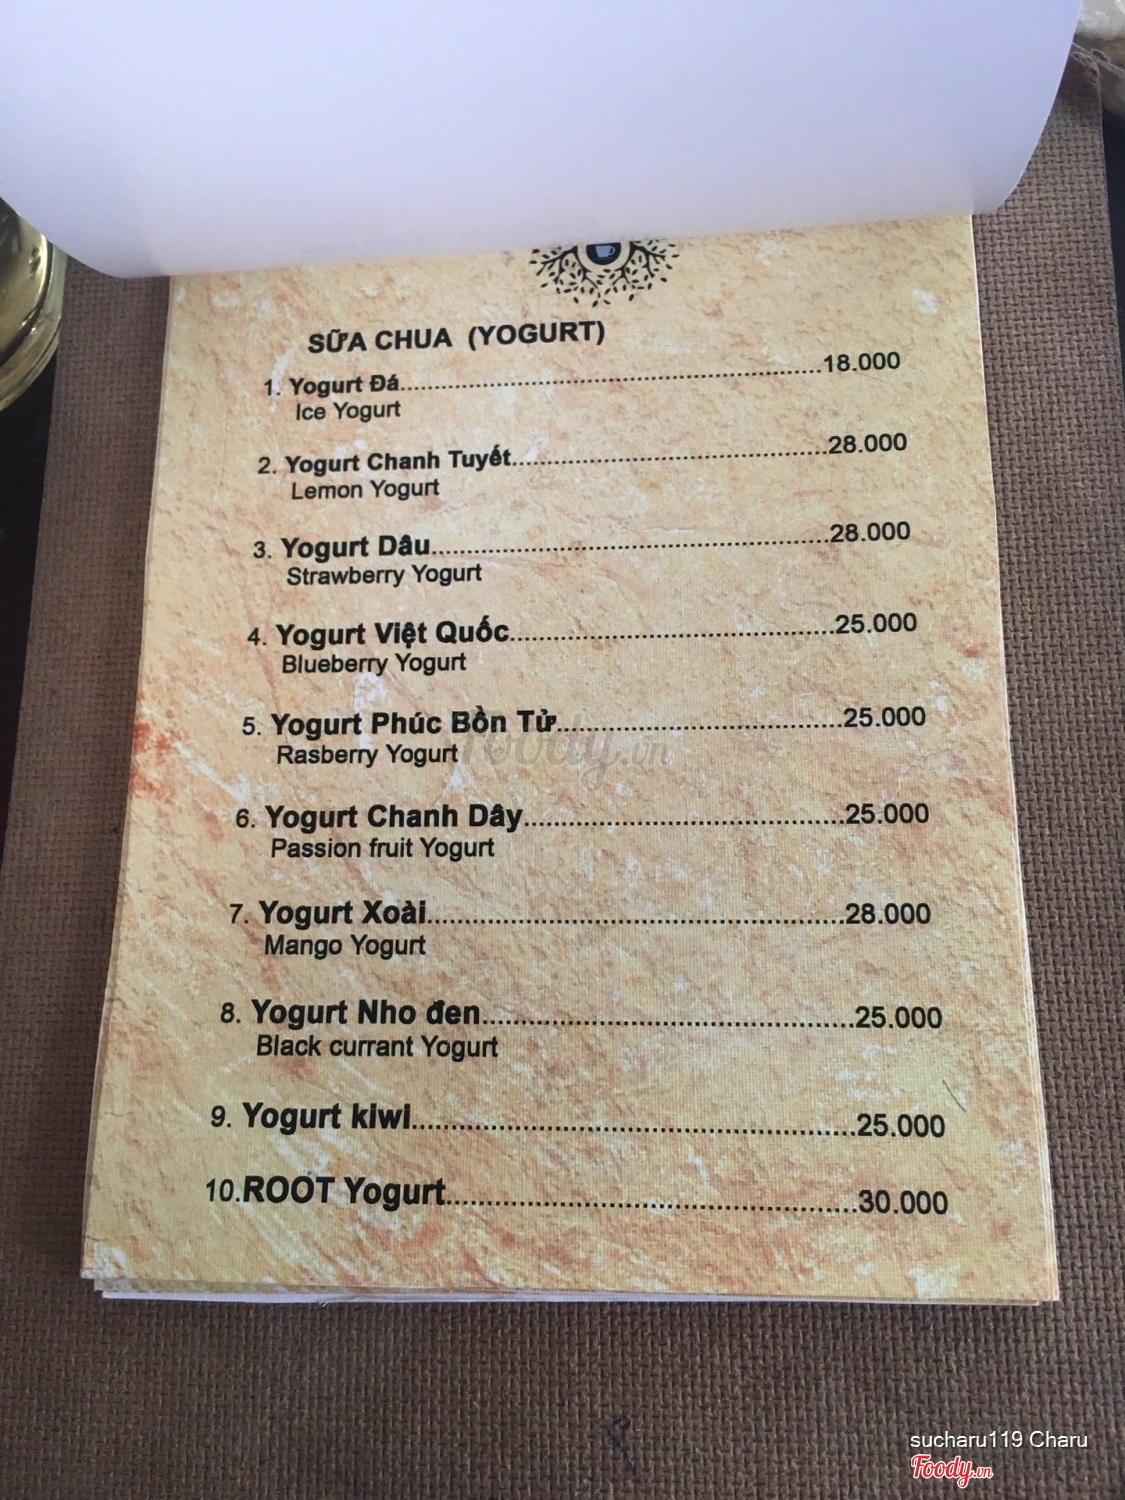 SỮA CHUA (YOGURT)
1. Yogurt Đá..........18.000
Ice Yogurt
2. Yogurt Chanh Tuyết..........28.000
Lemon Yogurt
3. Yogurt Dâu..........28.000
Strawberry Yogurt
4. Yogurt Việt Quốc..........25.000
Blueberry Yogurt
5. Yogurt Phúc Bồn Tử..........25.000
Rasberry Yogurt
Foody.vn
6. Yogurt Chanh Dây..........25.000
Passion fruit Yogurt
7. Yogurt Xoài..........28.000
Mango Yogurt
8. Yogurt Nho đen..........25.000
Black currant Yogurt
9. Yogurt kiwi..........25.000
10.ROOT Yogurt..........30.000
sucharu119 Charu
Foody.vn